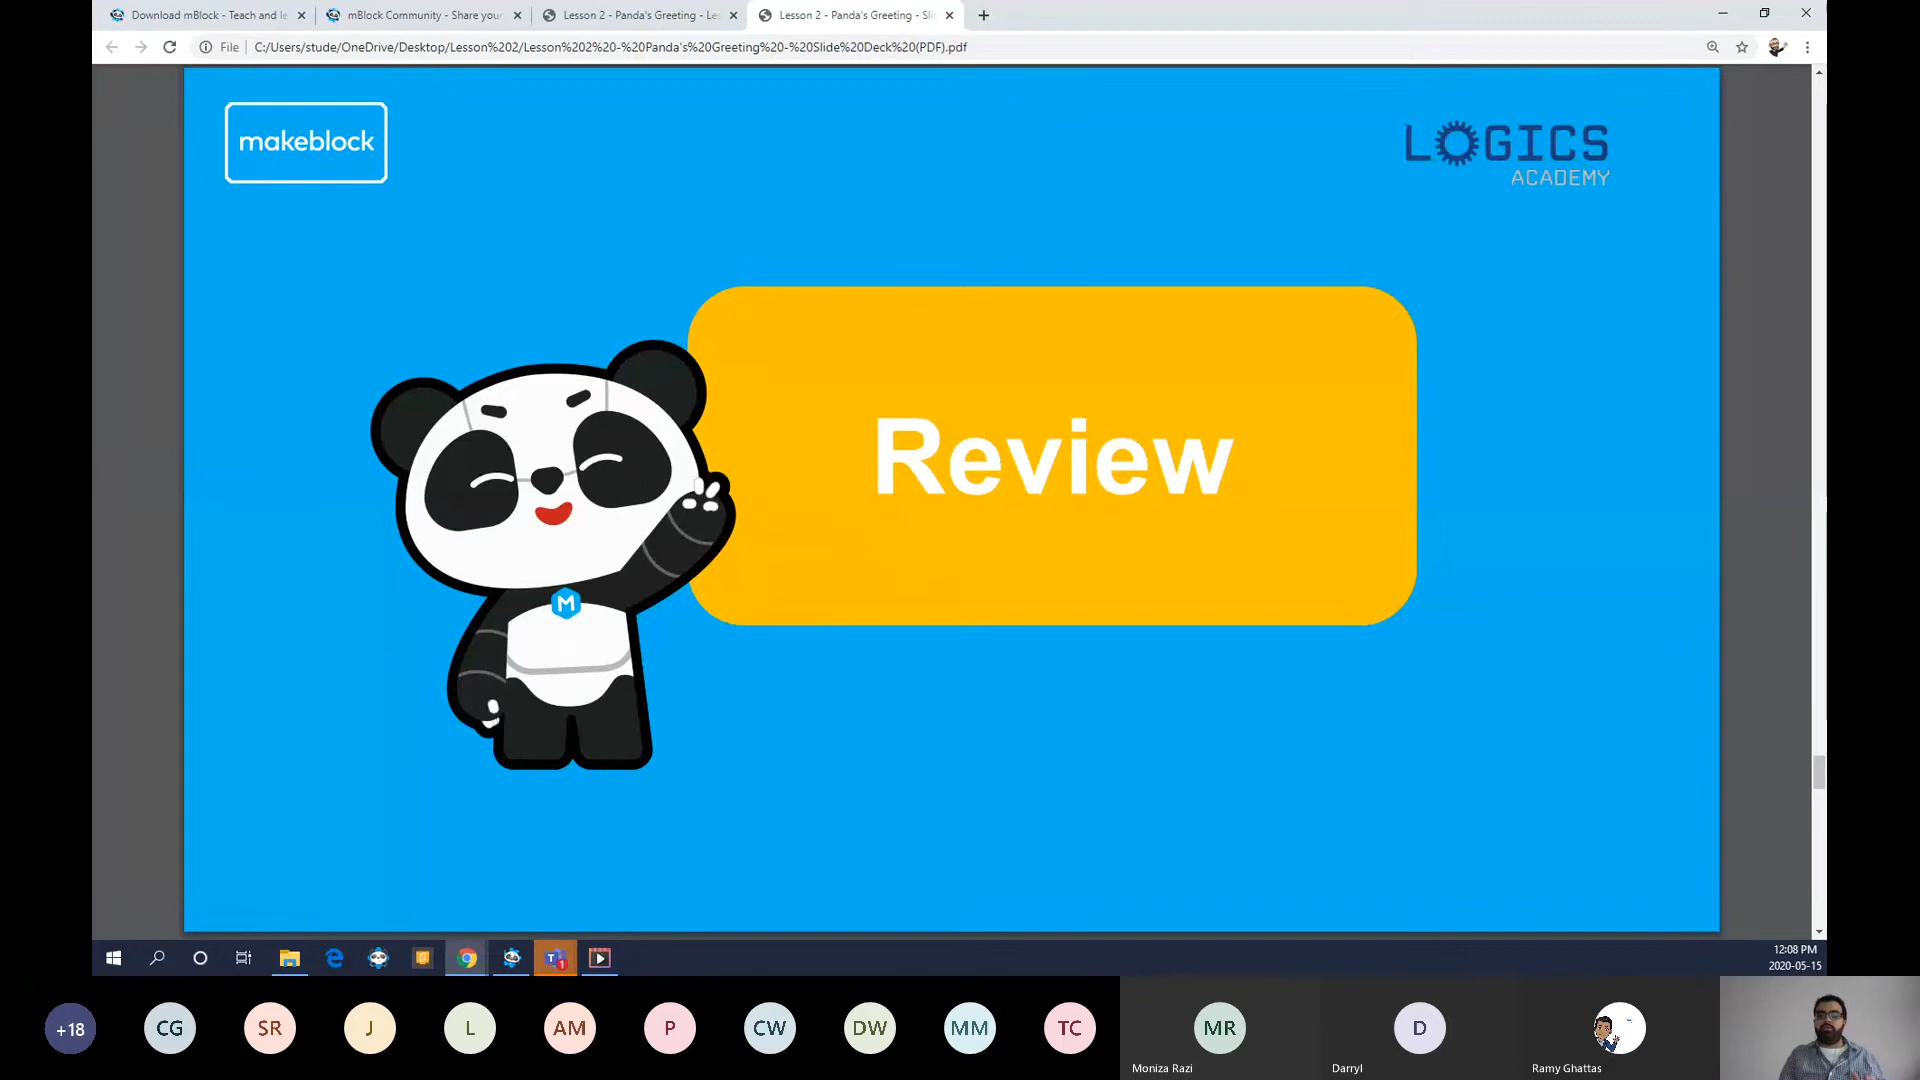 Download mBlock - Teach and le
mBlock Community - Share your
Lesson 2 - Panda's Greeting - Les
Lesson 2 - Panda's Greeting - Slid
File
C:/Users/stude/OneDrive/Desktop/Lesson%202/Lesson%202%20-%20Panda's%20Greeting%20-%20Slide%20Deck%20(PDF).pdf
makeblock
LOGICS
ACADEMY
Review
M
12:08 PM
2020-05-15
+18
CG
SR
J
L
AM
P
CW
DW
MM
TC
MR
D
Moniza Razi
Darryl
Ramy Ghattas